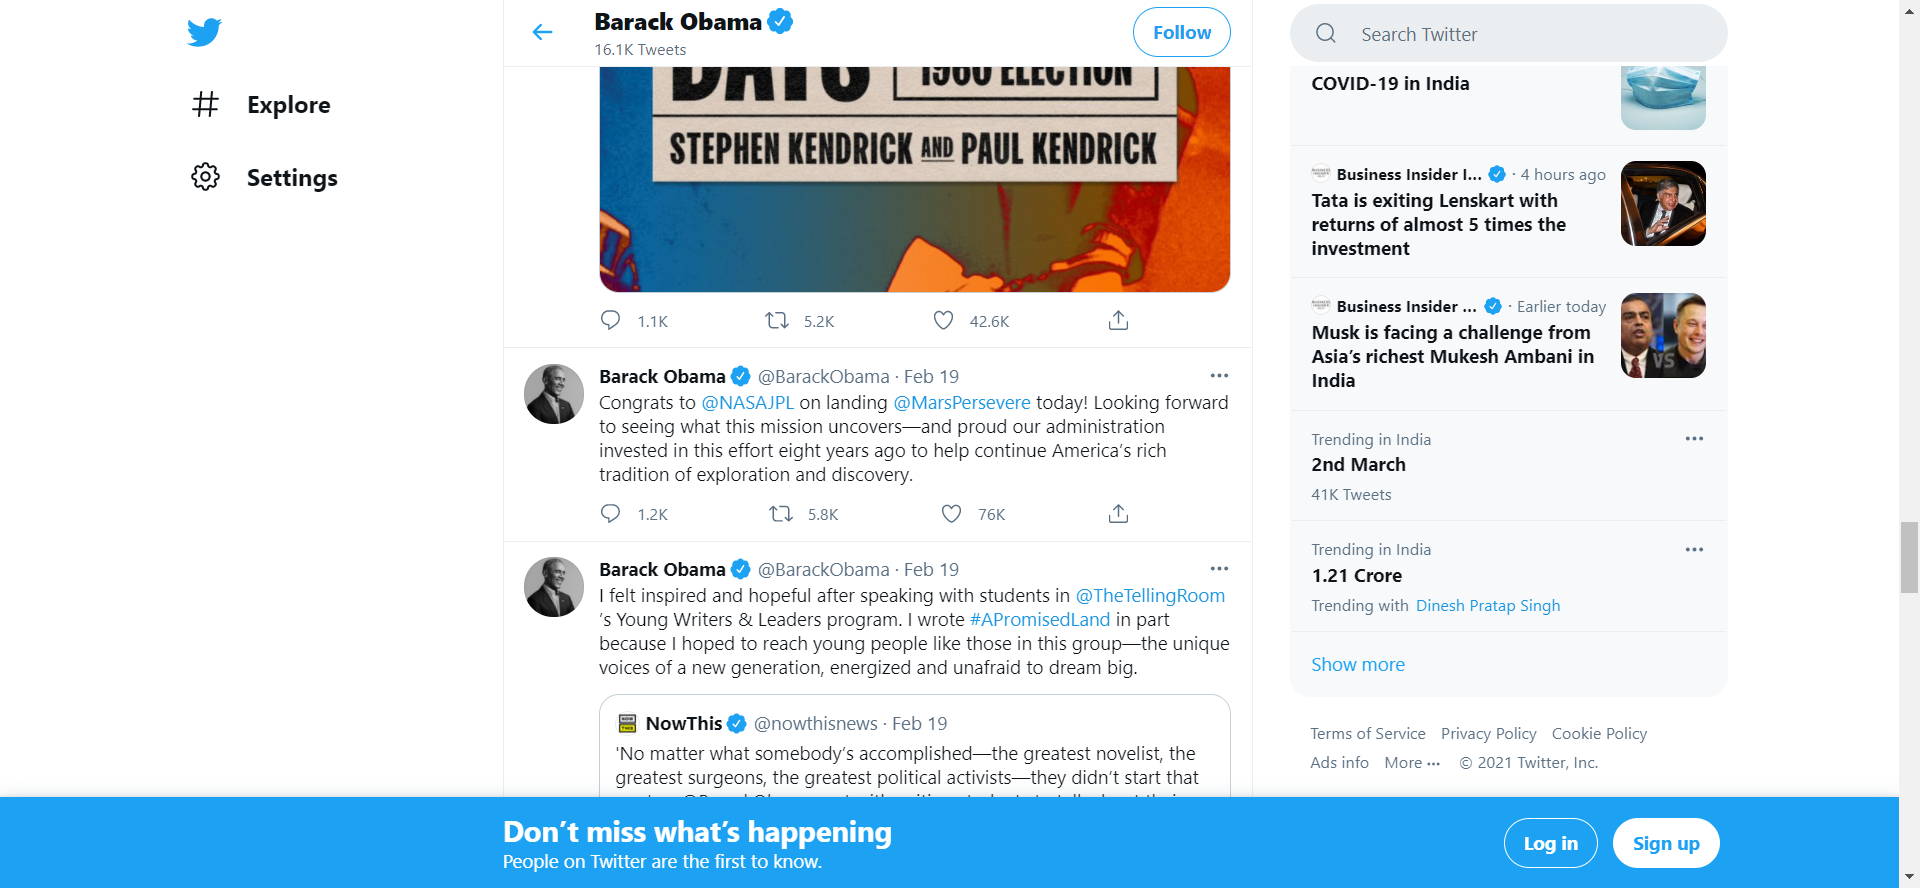 Explore
Settings
Barack Obama
16.1K Tweets
Follow
DAYS
1960 ELECTION
STEPHEN KENDRICK AND PAUL KENDRICK
1.1K 5.2K 42.6K
Barack Obama @BarackObama · Feb 19
Congrats to @NASAJPL on landing @MarsPersevere today! Looking forward
to seeing what this mission uncovers—and proud our administration
invested in this effort eight years ago to help continue America’s rich
tradition of exploration and discovery.
1.2K 5.8K 76K
Barack Obama @BarackObama · Feb 19
I felt inspired and hopeful after speaking with students in @TheTellingRoom
’s Young Writers & Leaders program. I wrote #APromisedLand in part
because I hoped to reach young people like those in this group—the unique
voices of a new generation, energized and unafraid to dream big.
NowThis @nowthisnews · Feb 19
'No matter what somebody’s accomplished—the greatest novelist, the
greatest surgeons, the greatest political activists—they didn’t start that
Search Twitter
COVID-19 in India
Business Insider I... · 4 hours ago
Tata is exiting Lenskart with
returns of almost 5 times the
investment
Business Insider ... · Earlier today
Musk is facing a challenge from
Asia’s richest Mukesh Ambani in
India
VS
Trending in India
2nd March
41K Tweets
Trending in India
1.21 Crore
Trending with Dinesh Pratap Singh
Show more
Terms of Service Privacy Policy Cookie Policy
Ads info More ··· © 2021 Twitter, Inc.
Don’t miss what’s happening
People on Twitter are the first to know.
Log in
Sign up